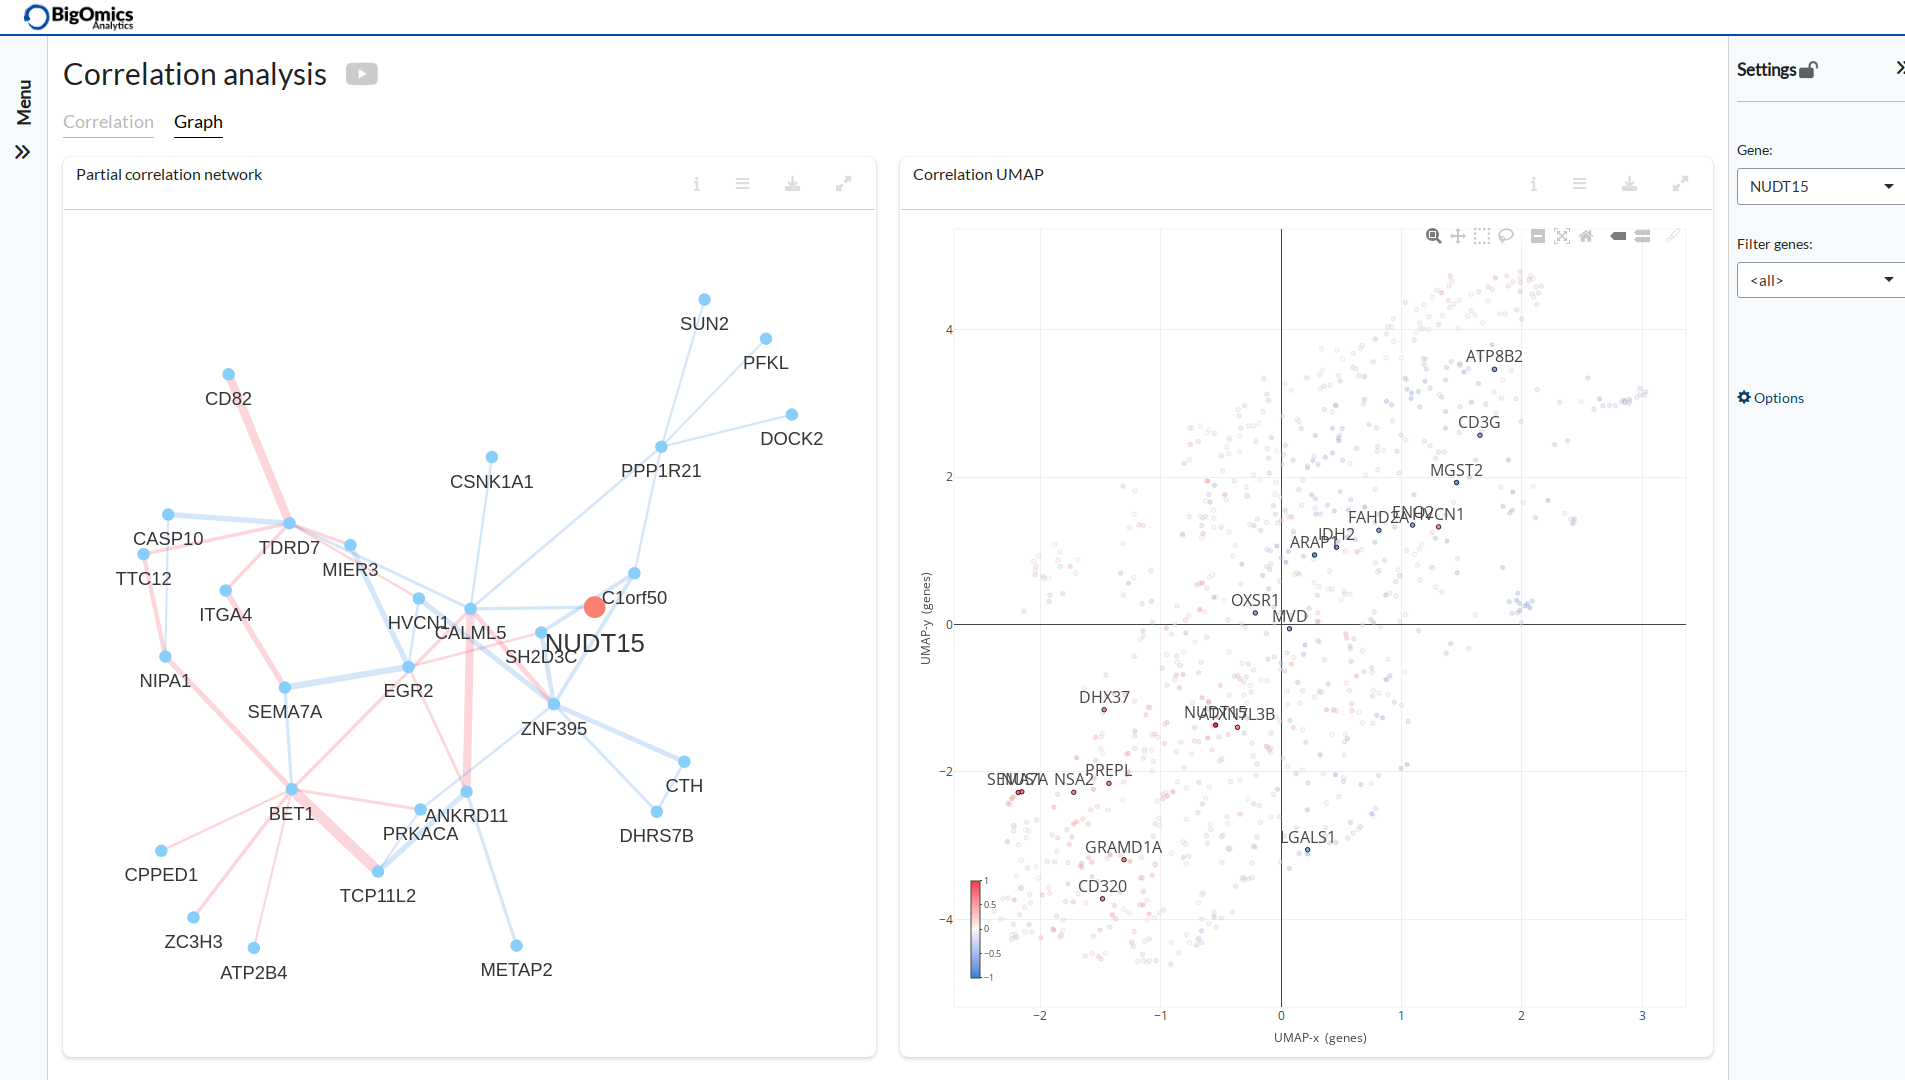 BigOmics
Analytics
Menu
Correlation analysis
Correlation
Graph
Partial correlation network
SUN2
PFKL
CD82
DOCK2
PPP1R21
CSNK1A1
CASP10
TDRD7
MIER3
TTC12
C1orf50
ITGA4
HVCN1
CALML5
NUDT15
SH2D3C
NIPA1
EGR2
SEMA7A
ZNF395
CTH
BET1
ANKRD11
PRKACA
DHRS7B
CPPED1
TCP11L2
ZC3H3
METAP2
ATP2B4
Correlation UMAP
4
2
0
−2
−4
UMAP-y (genes)
ATP8B2
CD3G
MGST2
FAHD2A
ENO2
HVCN1
IDH2
ARAP1
OXSR1
MVD
DHX37
NUDT15
ATXN7L3B
PREPL
SEMA7A
NSA2
LGALS1
GRAMD1A
CD320
1
0.5
0
−0.5
−1
−2
−1
0
1
2
3
UMAP-x (genes)
Settings
Gene:
NUDT15
Filter genes:
<all>
Options